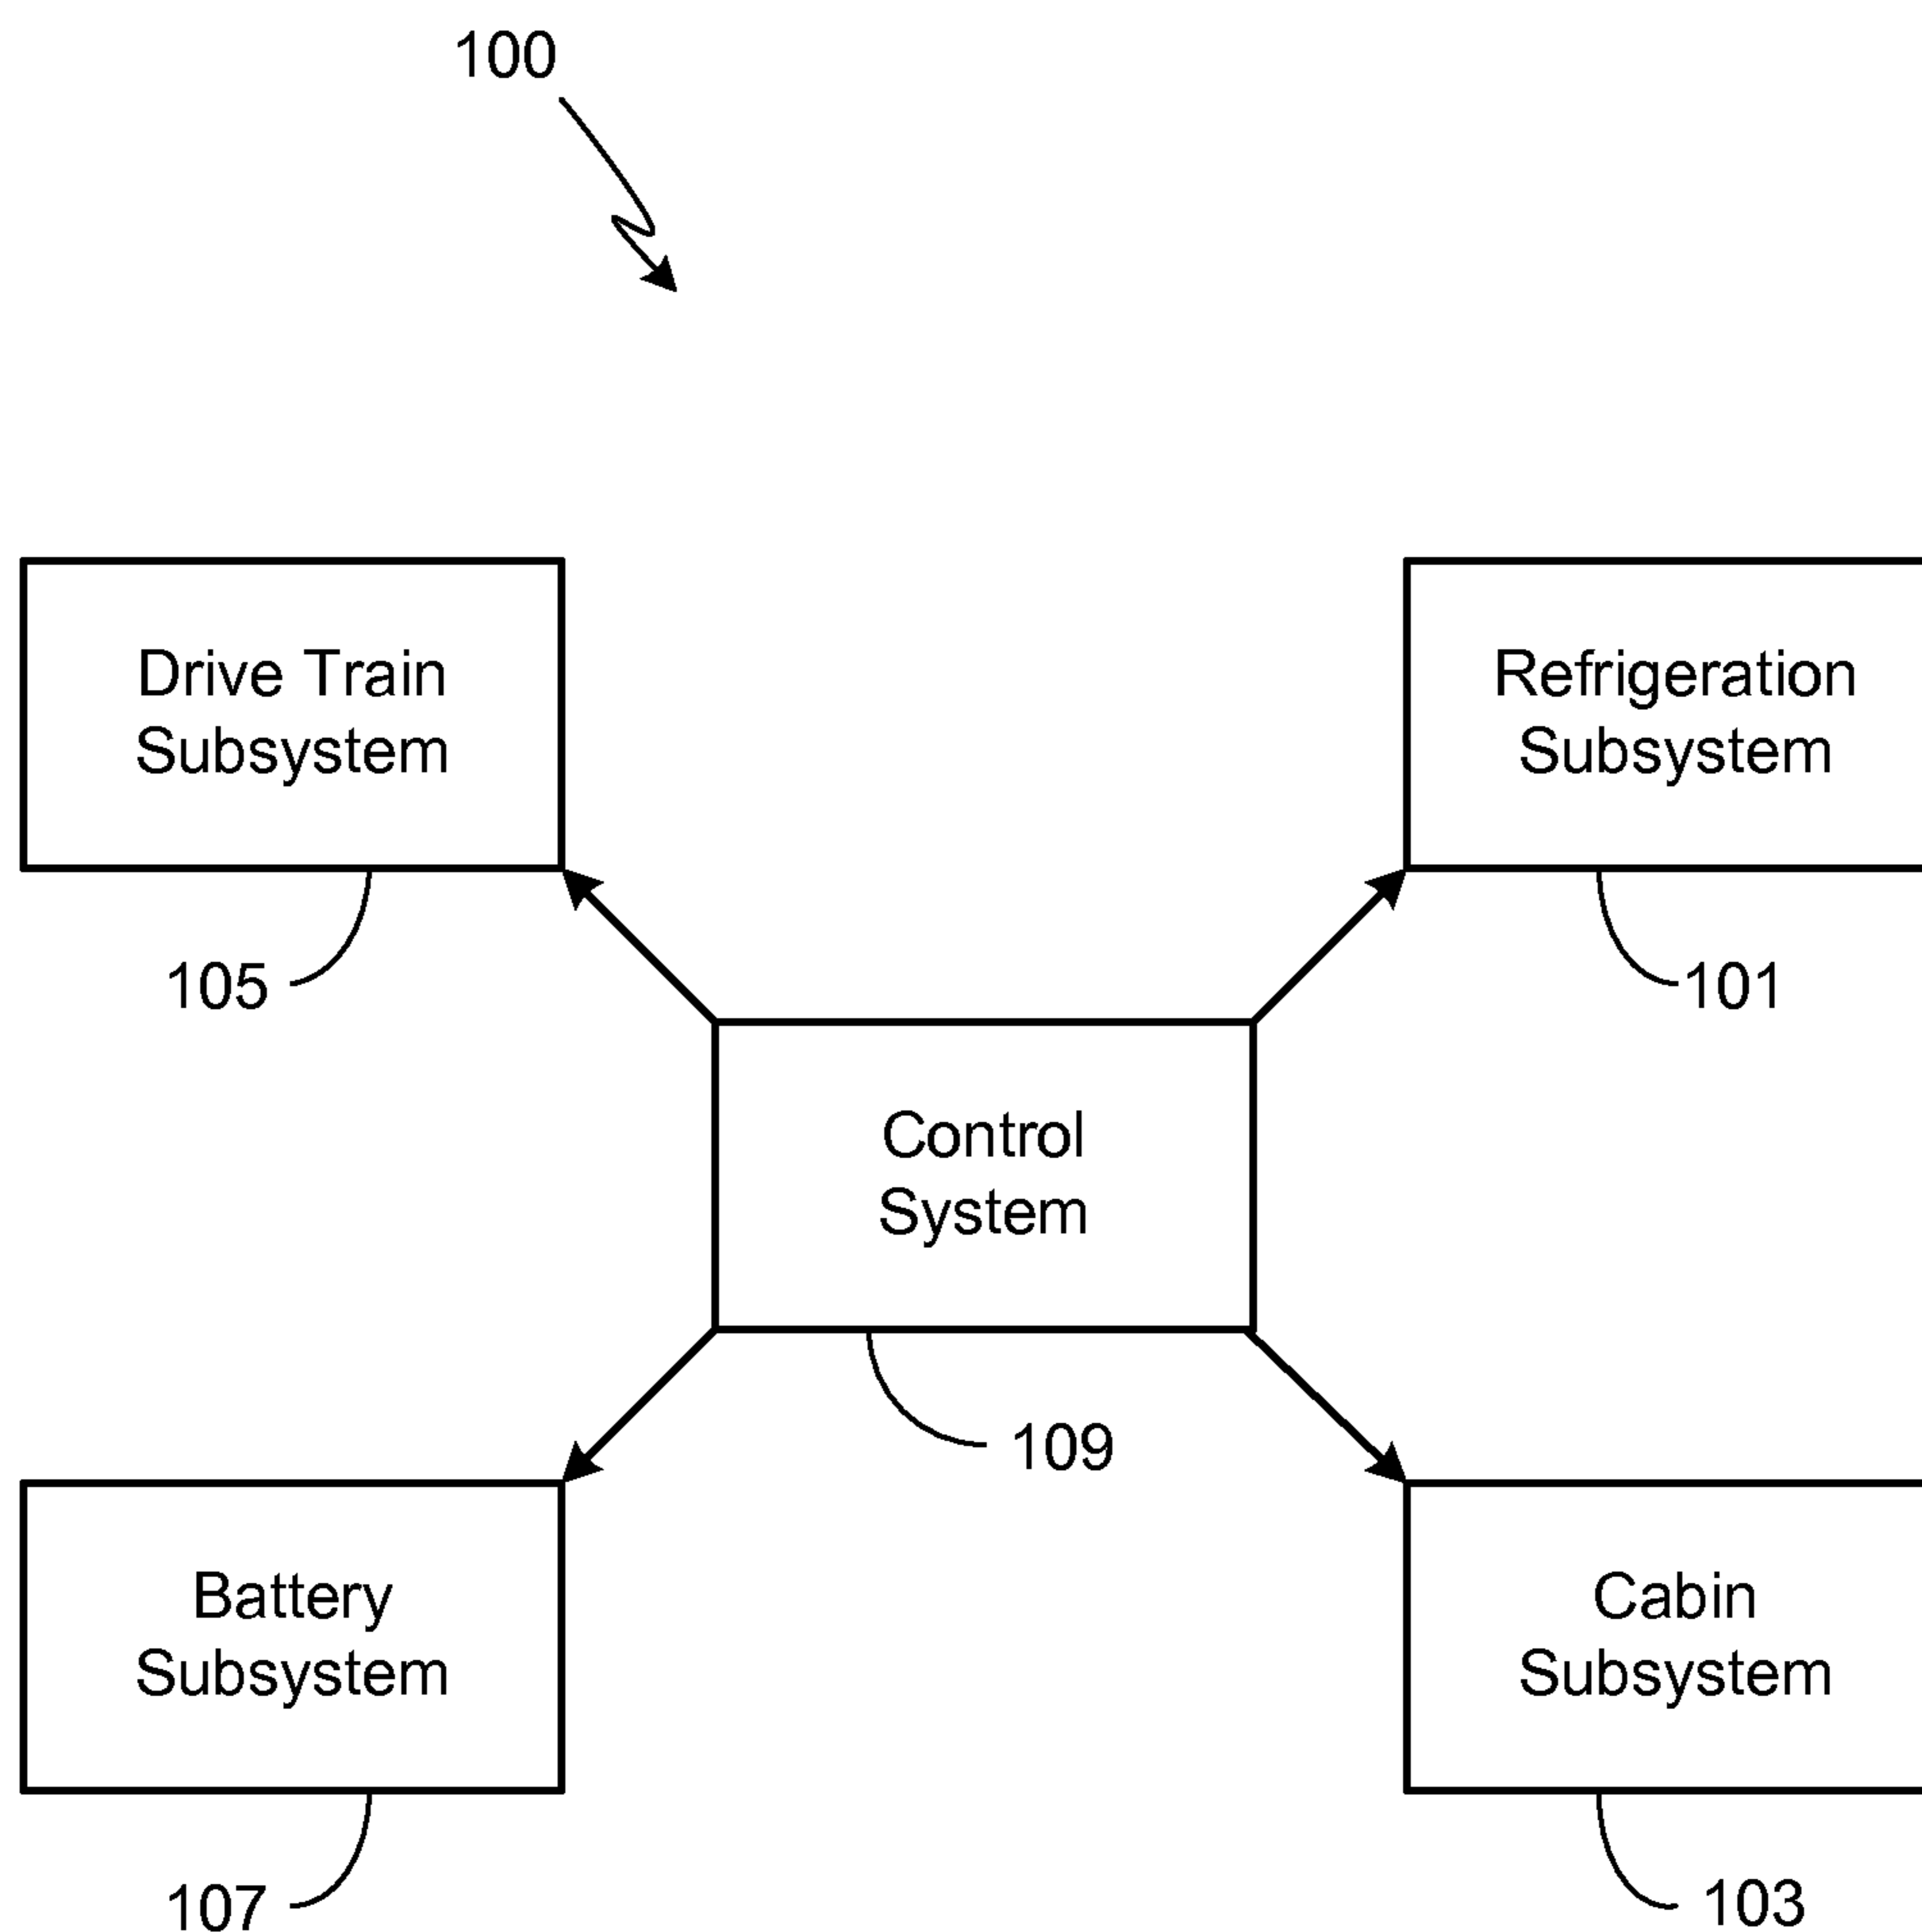 100
Drive Train
Subsystem
Refrigeration
Subsystem
105
101
Control
System
109
Battery
Subsystem
Cabin
Subsystem
107
103